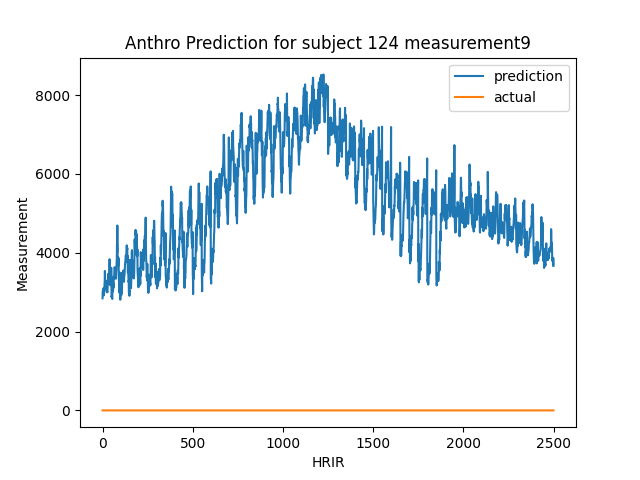 Anthro Prediction for subject 124 measurement9
prediction
actual
8000
6000
4000
2000
0
Measurement
0 500 1000 1500 2000 2500
HRIR